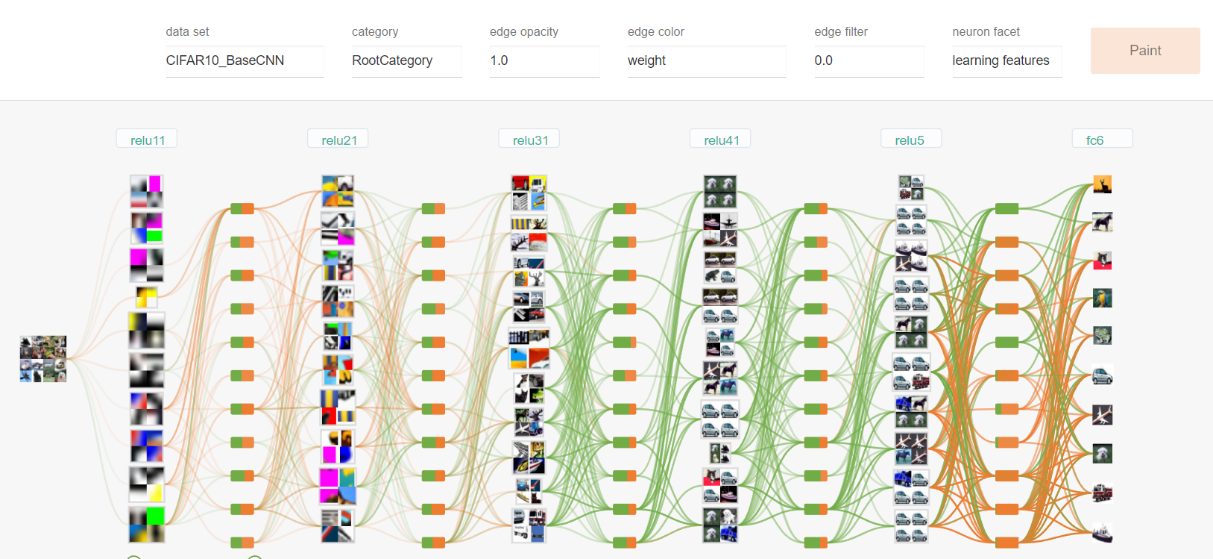 data set category edge opacity edge color edge filter neuron facet
CIFAR10_BaseCNN RootCategory 1.0 weight 0.0 learning features
Paint
relu11 relu21 relu31 relu41 relu5 fc6